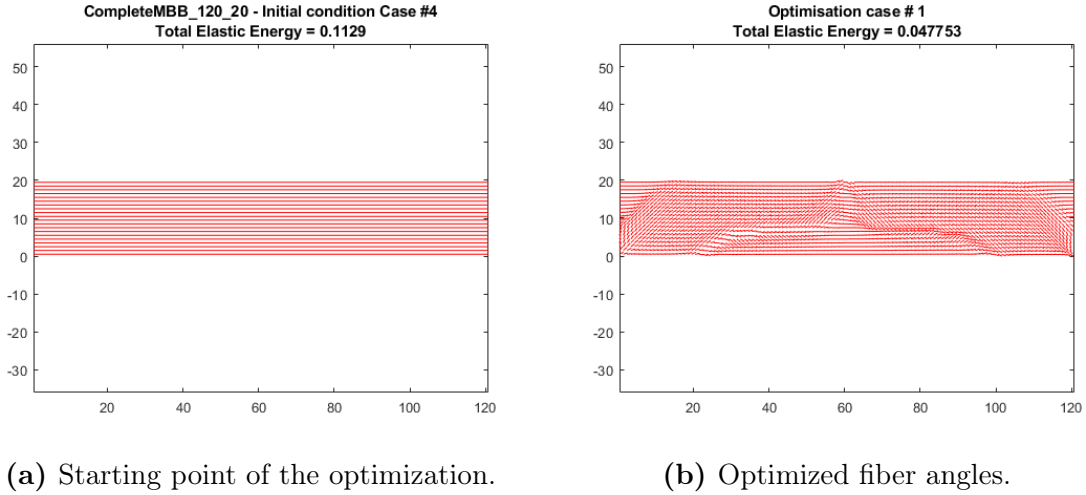 CompleteMBB_120_20 - Initial condition Case #4
Total Elastic Energy = 0.1129
50
40
30
20
10
0
-10
-20
-30
20 40 60 80 100 120
(a) Starting point of the optimization.
Optimisation case # 1
Total Elastic Energy = 0.047753
50
40
30
20
10
0
-10
-20
-30
20 40 60 80 100 120
(b) Optimized fiber angles.